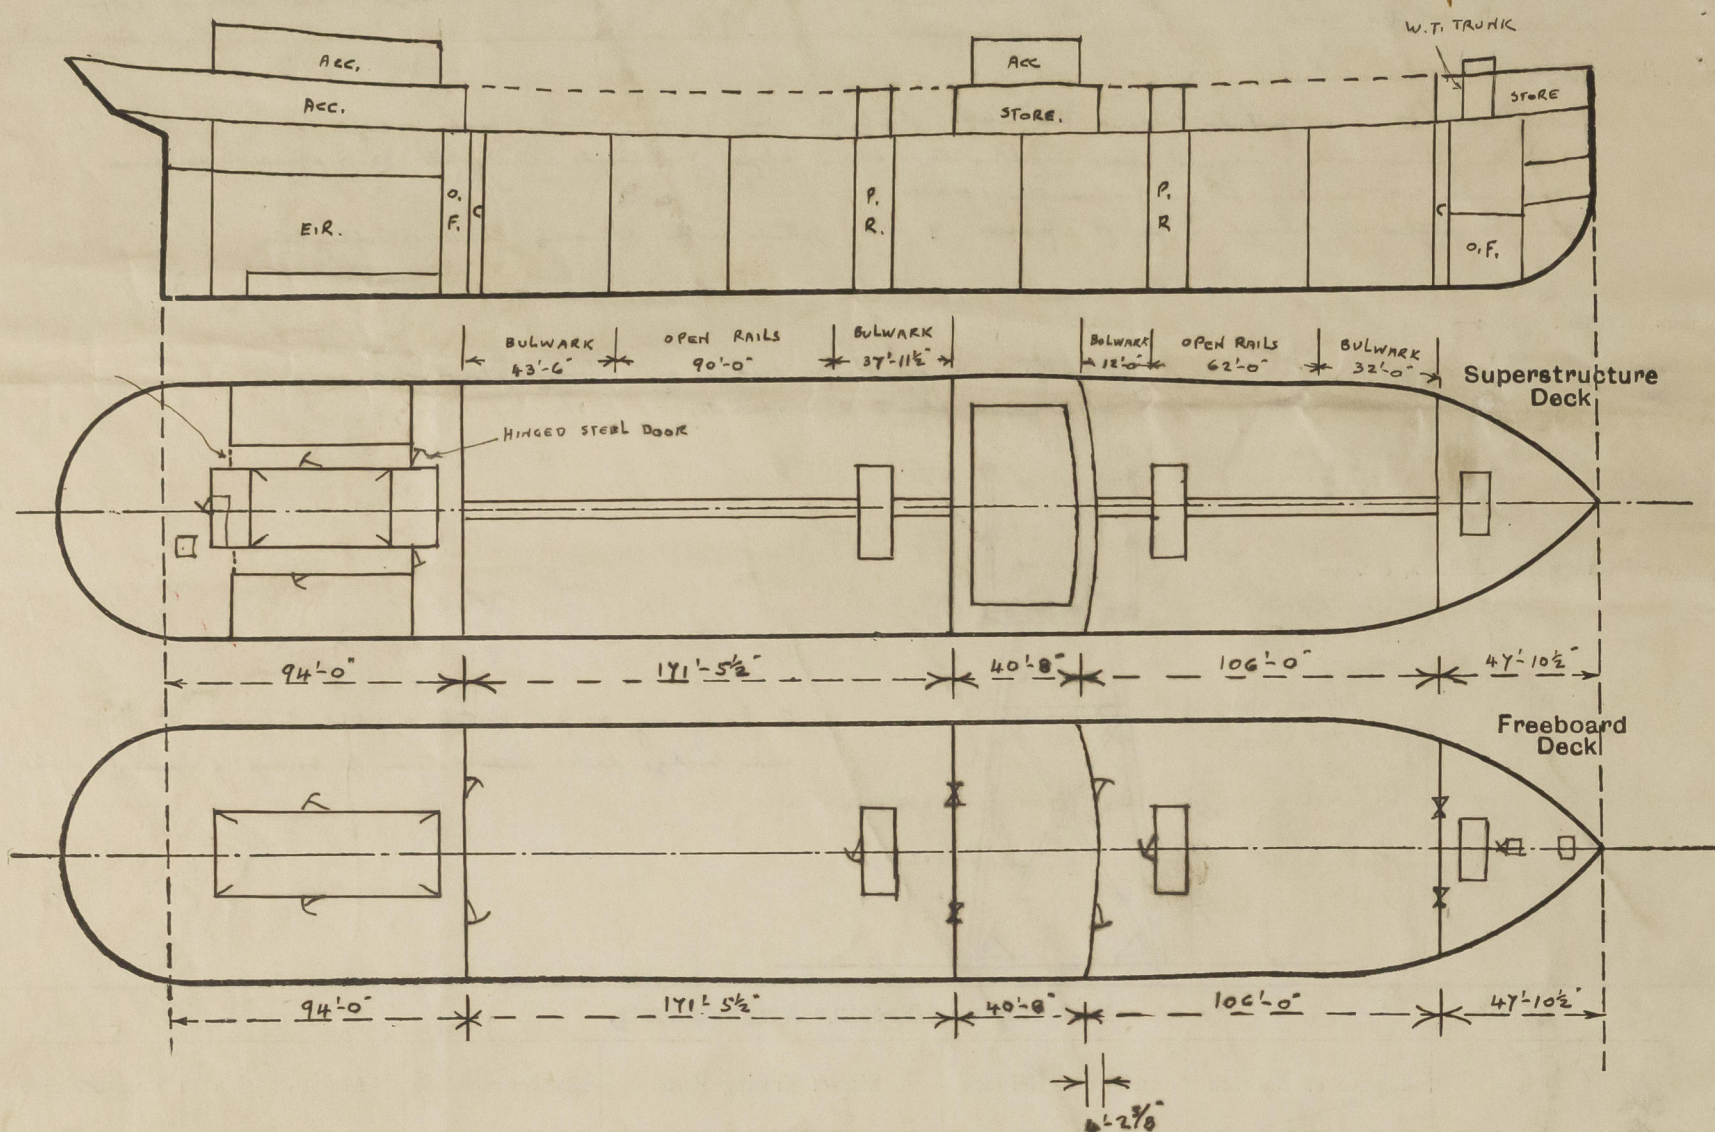 W.T. TRUNK
ACC.
ACC
ACC.
STORE.
STORE
O.
F.
C
P.
R.
P.
R
C
E.R.
O.F.
BULWARK
43'-6"
OPEN RAILS
90'-0"
BULWARK
37'-11½"
BULWARK
12'-0"
OPEN RAILS
62'-0"
BULWARK
32'-0"
Superstructure
Deck
HINGED STEEL DOOR
94'-0"
171'-5½"
40'-8"
106'-0"
47'-10½"
Freeboard
Deck
94'-0"
171'-5½"
40'-8"
106'-0"
47'-10½"